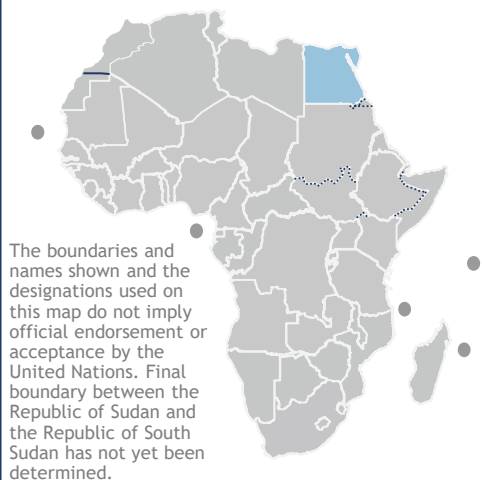 The boundaries and
names shown and the
designations used on
this map do not imply
official endorsement or
acceptance by the
United Nations. Final
boundary between the
Republic of Sudan and
the Republic of South
Sudan has not yet been
determined.